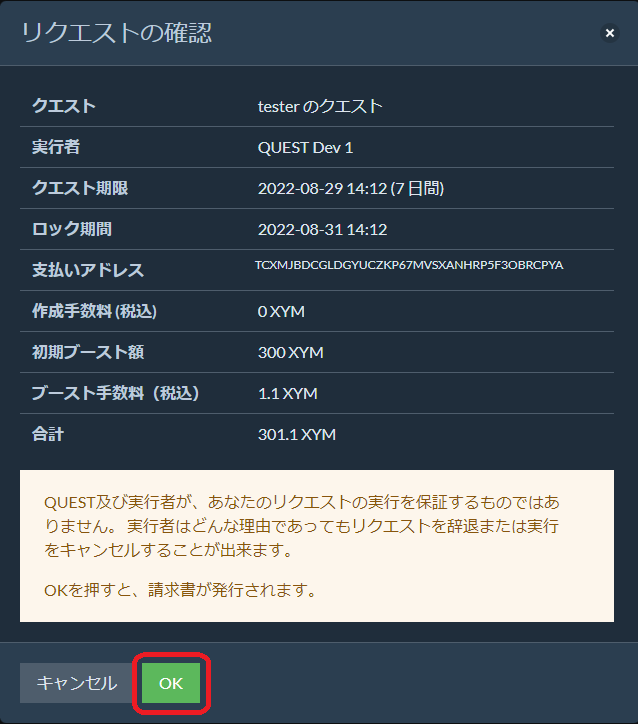 リクエストの確認
クエスト tester のクエスト
実行者 QUEST Dev 1
クエスト期限 2022-08-29 14:12 (7 日間)
ロック期間 2022-08-31 14:12
支払いアドレス TCXMJBDCGLDGYUCZKP67MVSXANHRP5F3OBRCPYA
作成手数料 (税込) 0 XYM
初期ブースト額 300 XYM
ブースト手数料（税込） 1.1 XYM
合計 301.1 XYM
QUEST及び実行者が、あなたのリクエストの実行を保証するものではあ
りません。 実行者はどんな理由であってもリクエストを辞退または実行
をキャンセルすることが出来ます。
OKを押すと、請求書が発行されます。
キャンセル OK